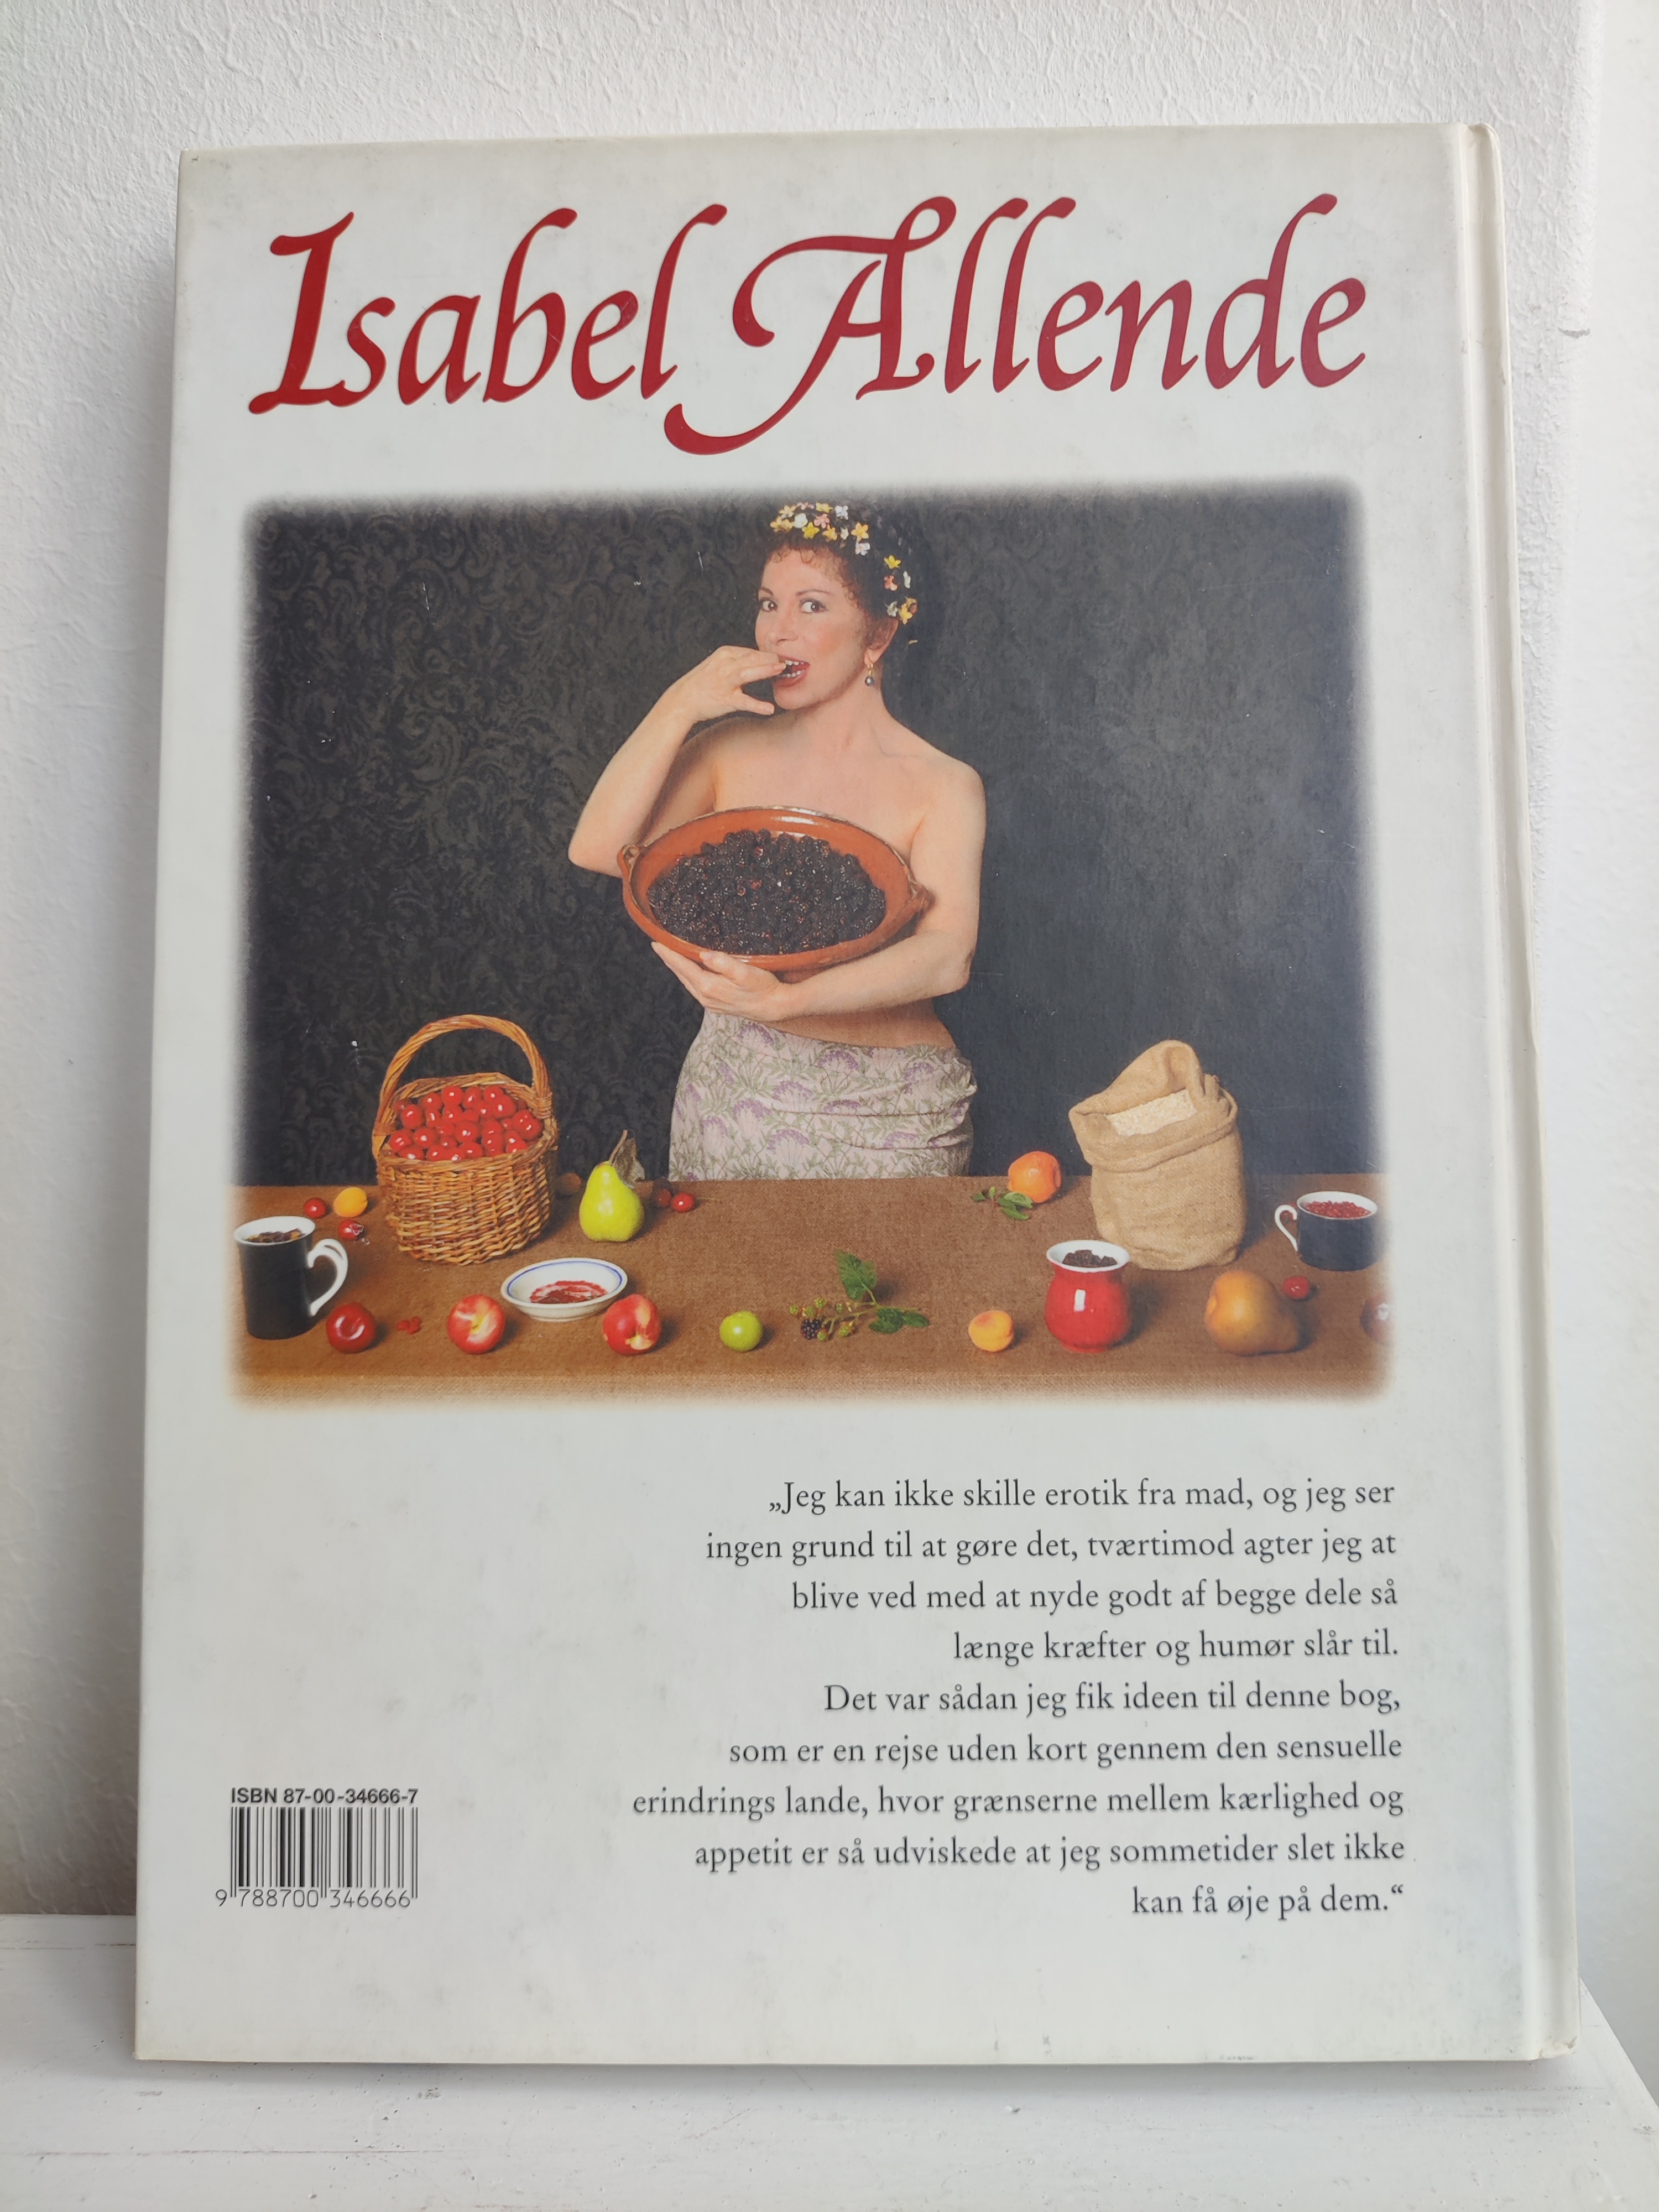 Isabel Allende
„Jeg kan ikke skille erotik fra mad, og jeg ser
ingen grund til at gøre det, tværtimod agter jeg at
blive ved med at nyde godt af begge dele så
længe kræfter og humør slår til.
Det var sådan jeg fik ideen til denne bog,
som er en rejse uden kort gennem den sensuelle
erindrings lande, hvor grænserne mellem kærlighed og
appetit er så udviskede at jeg sommetider slet ikke
kan få øje på dem.“
ISBN 87-00-34666-7
9 788700 346666